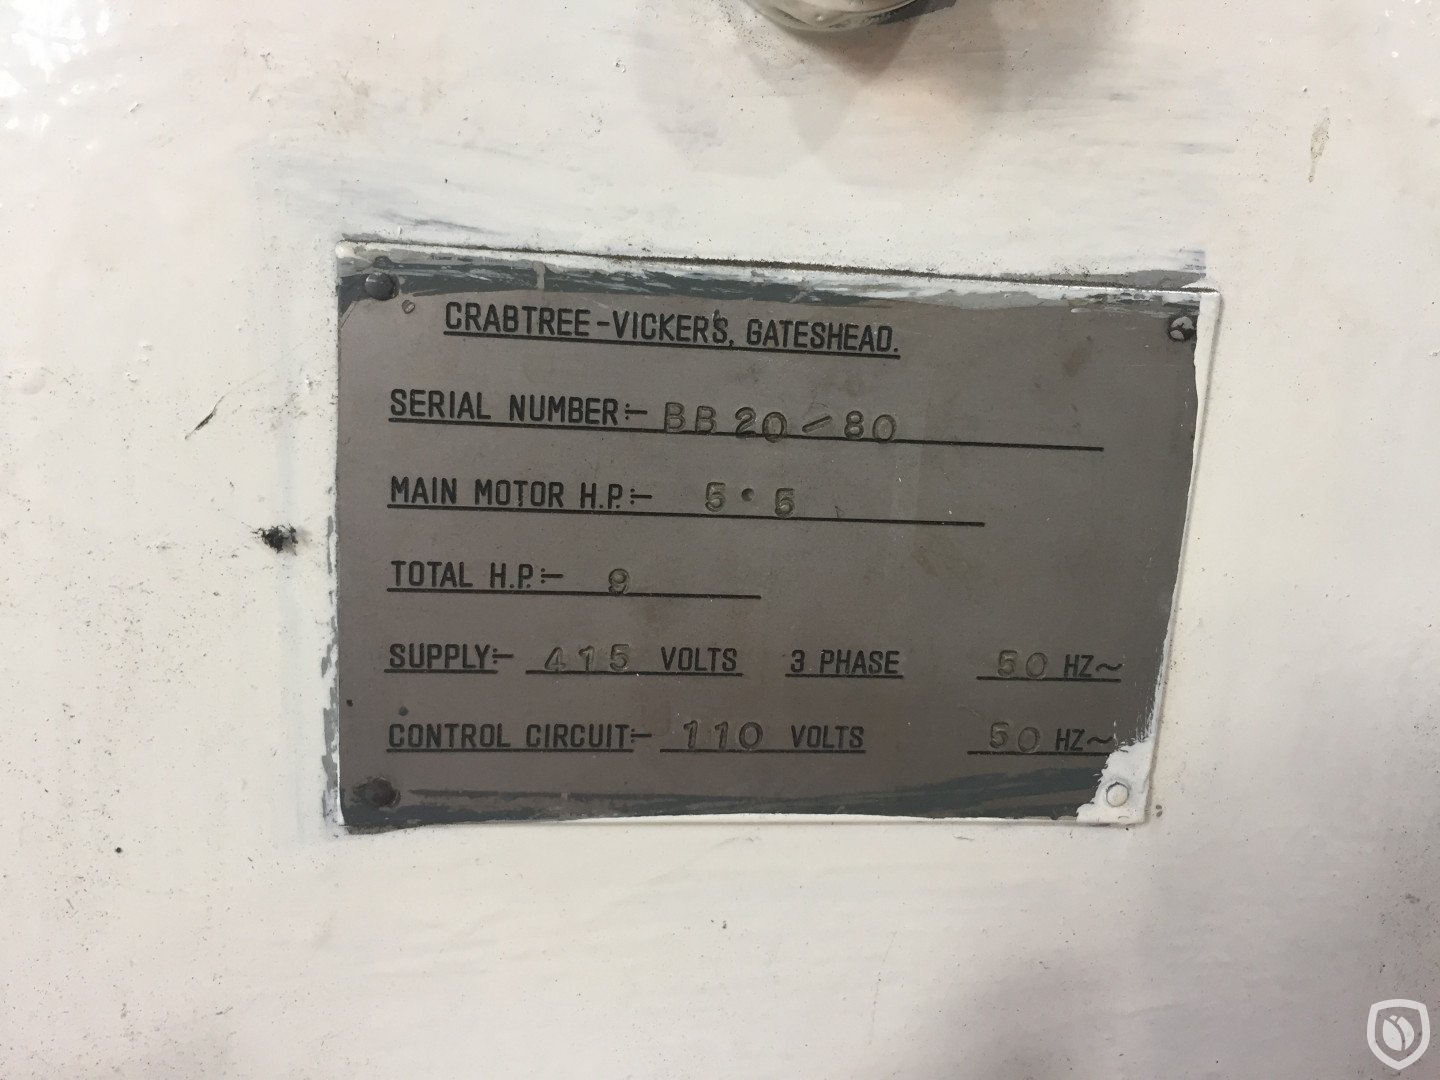 CRABTREE-VICKERS, GATESHEAD.
SERIAL NUMBER:- BB 20/80
MAIN MOTOR H.P.:- 5·5
TOTAL H.P.:- 9
SUPPLY:- 415 VOLTS 3 PHASE 50 HZ~
CONTROL CIRCUIT:- 110 VOLTS 50 HZ~